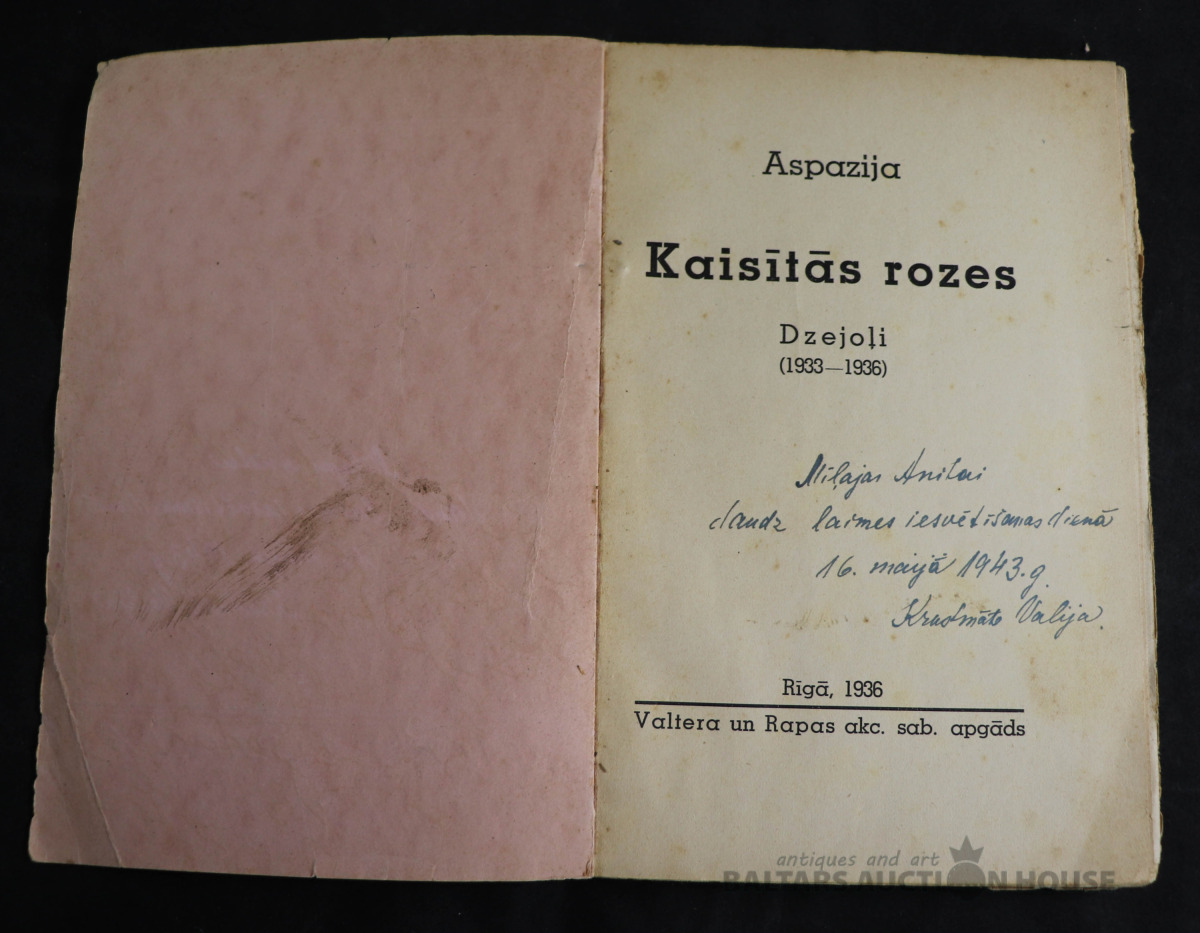 Aspazija
Kaisītās rozes
Dzejoļi
(1933—1936)
Mīļajai Anitai
daudz laimes iesvētīšanas dienā
16. maijā 1943.g.
Krustmāte Valija.
Rīgā, 1936
Valtera un Rapas akc. sab. apgāds
antiques and art
BALTARS AUCTION HOUSE